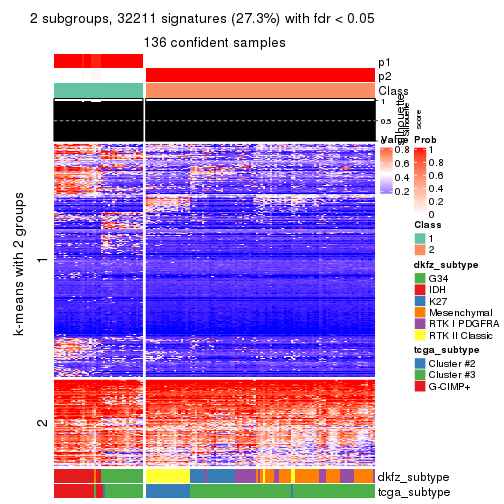 2 subgroups, 32211 signatures (27.3%) with fdr < 0.05
136 confident samples
p1
p2
Class
1
0.5
0
silhouette
Silhouette
score
k-means with 2 groups
1
2
Value
0.8
0.6
0.4
0.2
Prob
1
0.8
0.6
0.4
0.2
0
Class
1
2
dkfz_subtype
G34
IDH
K27
Mesenchymal
RTK I PDGFRA
RTK II Classic
tcga_subtype
Cluster #2
Cluster #3
G-CIMP+
dkfz_subtype
tcga_subtype